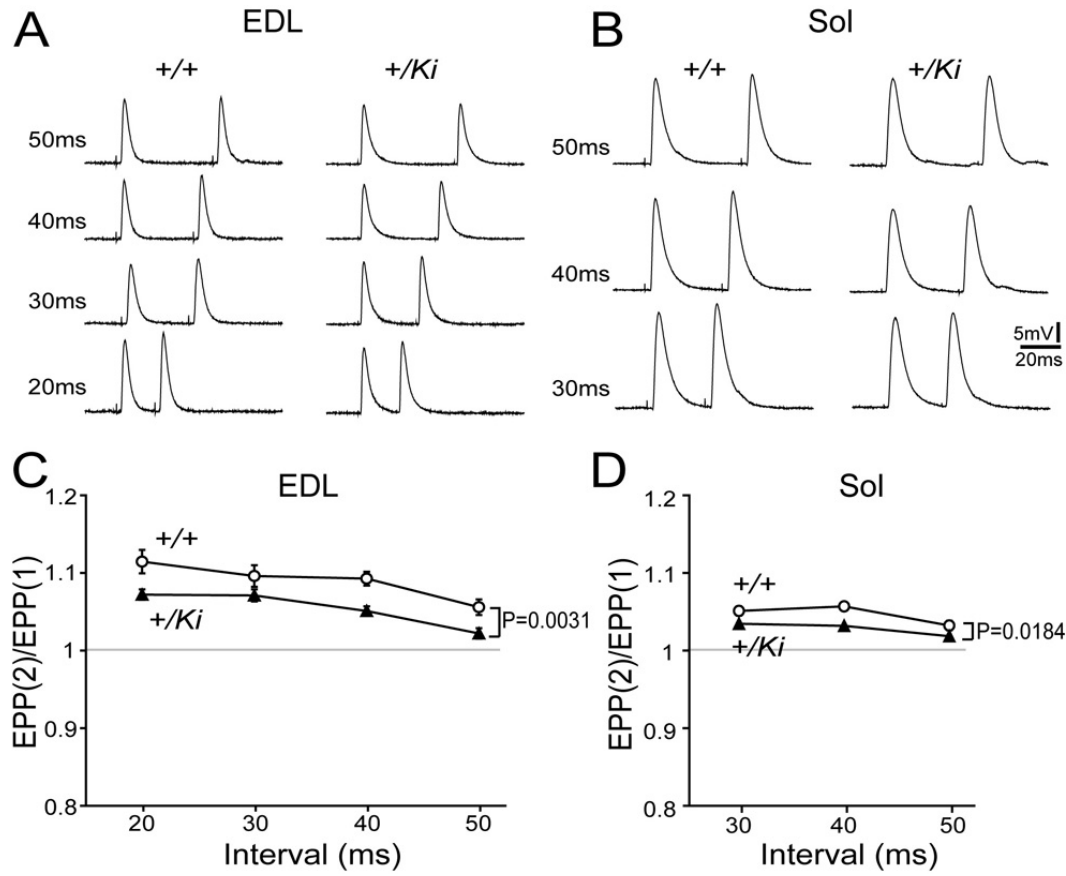 A
EDL
+/+
+/Ki
50ms
40ms
30ms
20ms
B
Sol
+/+
+/Ki
50ms
40ms
30ms
5mV
20ms
C
EDL
EPP(2)/EPP(1)
1.2
1.1
1
0.9
0.8
+/+
+/Ki
P=0.0031
20 30 40 50
Interval (ms)
D
Sol
EPP(2)/EPP(1)
1.2
1.1
1
0.9
0.8
+/+
+/Ki
P=0.0184
30 40 50
Interval (ms)